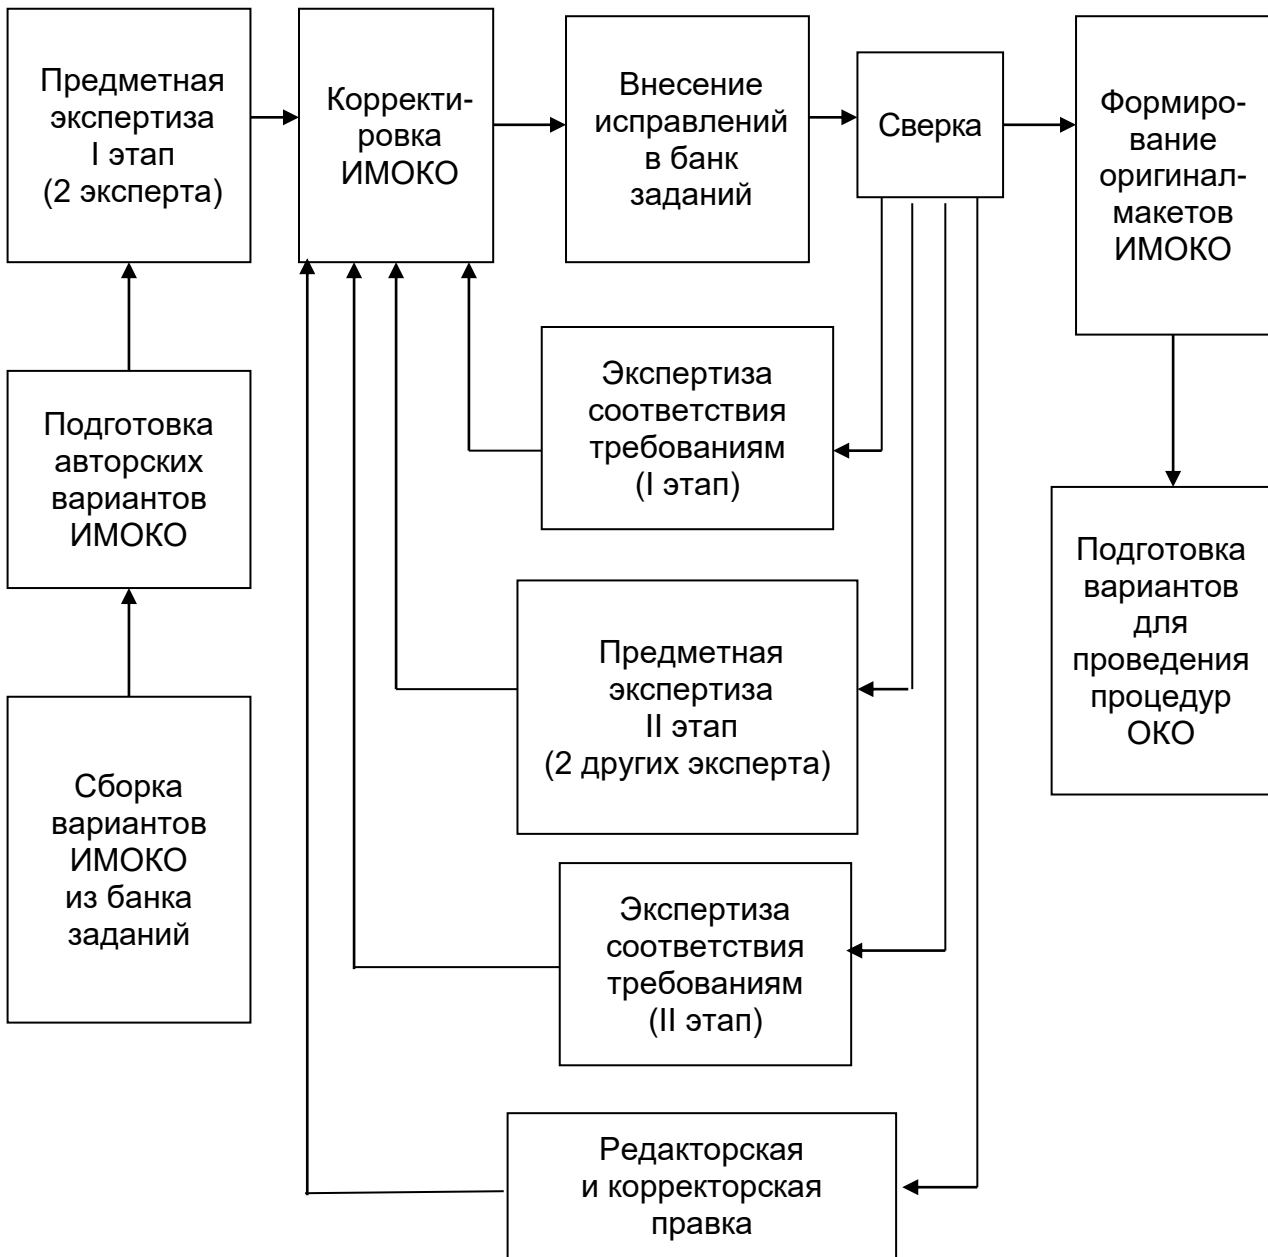 Предметная
экспертиза
I этап
(2 эксперта)
Корректи-
ровка
ИМОКО
Внесение
исправлений
в банк
заданий
Сверка
Формиро-
вание
оригинал-
макетов
ИМОКО
Экспертиза
соответствия
требованиям
(I этап)
Подготовка
авторских
вариантов
ИМОКО
Подготовка
вариантов
для
проведения
процедур
ОКО
Предметная
экспертиза
II этап
(2 других эксперта)
Сборка
вариантов
ИМОКО
из банка
заданий
Экспертиза
соответствия
требованиям
(II этап)
Редакторская
и корректорская
правка